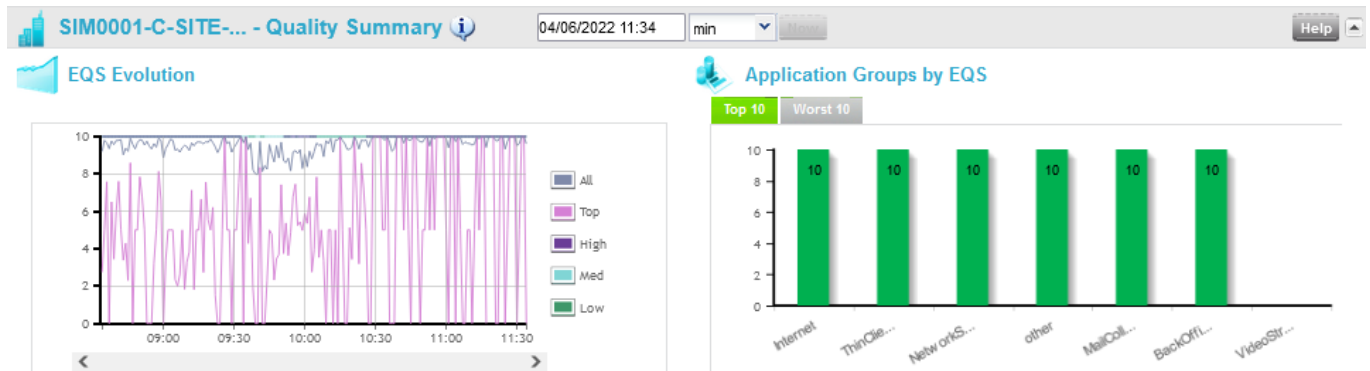 SIM0001-C-SITE-... - Quality Summary
04/06/2022 11:34
min
Now
Help
EQS Evolution
10
8
6
4
2
0
09:00
09:30
10:00
10:30
11:00
11:30
All
Top
High
Med
Low
Application Groups by EQS
Top 10
Worst 10
10
8
6
4
2
0
10
10
10
10
10
10
Internet
ThinClie...
NetworkS...
other
MailColl...
BackOffi...
VideoStr...